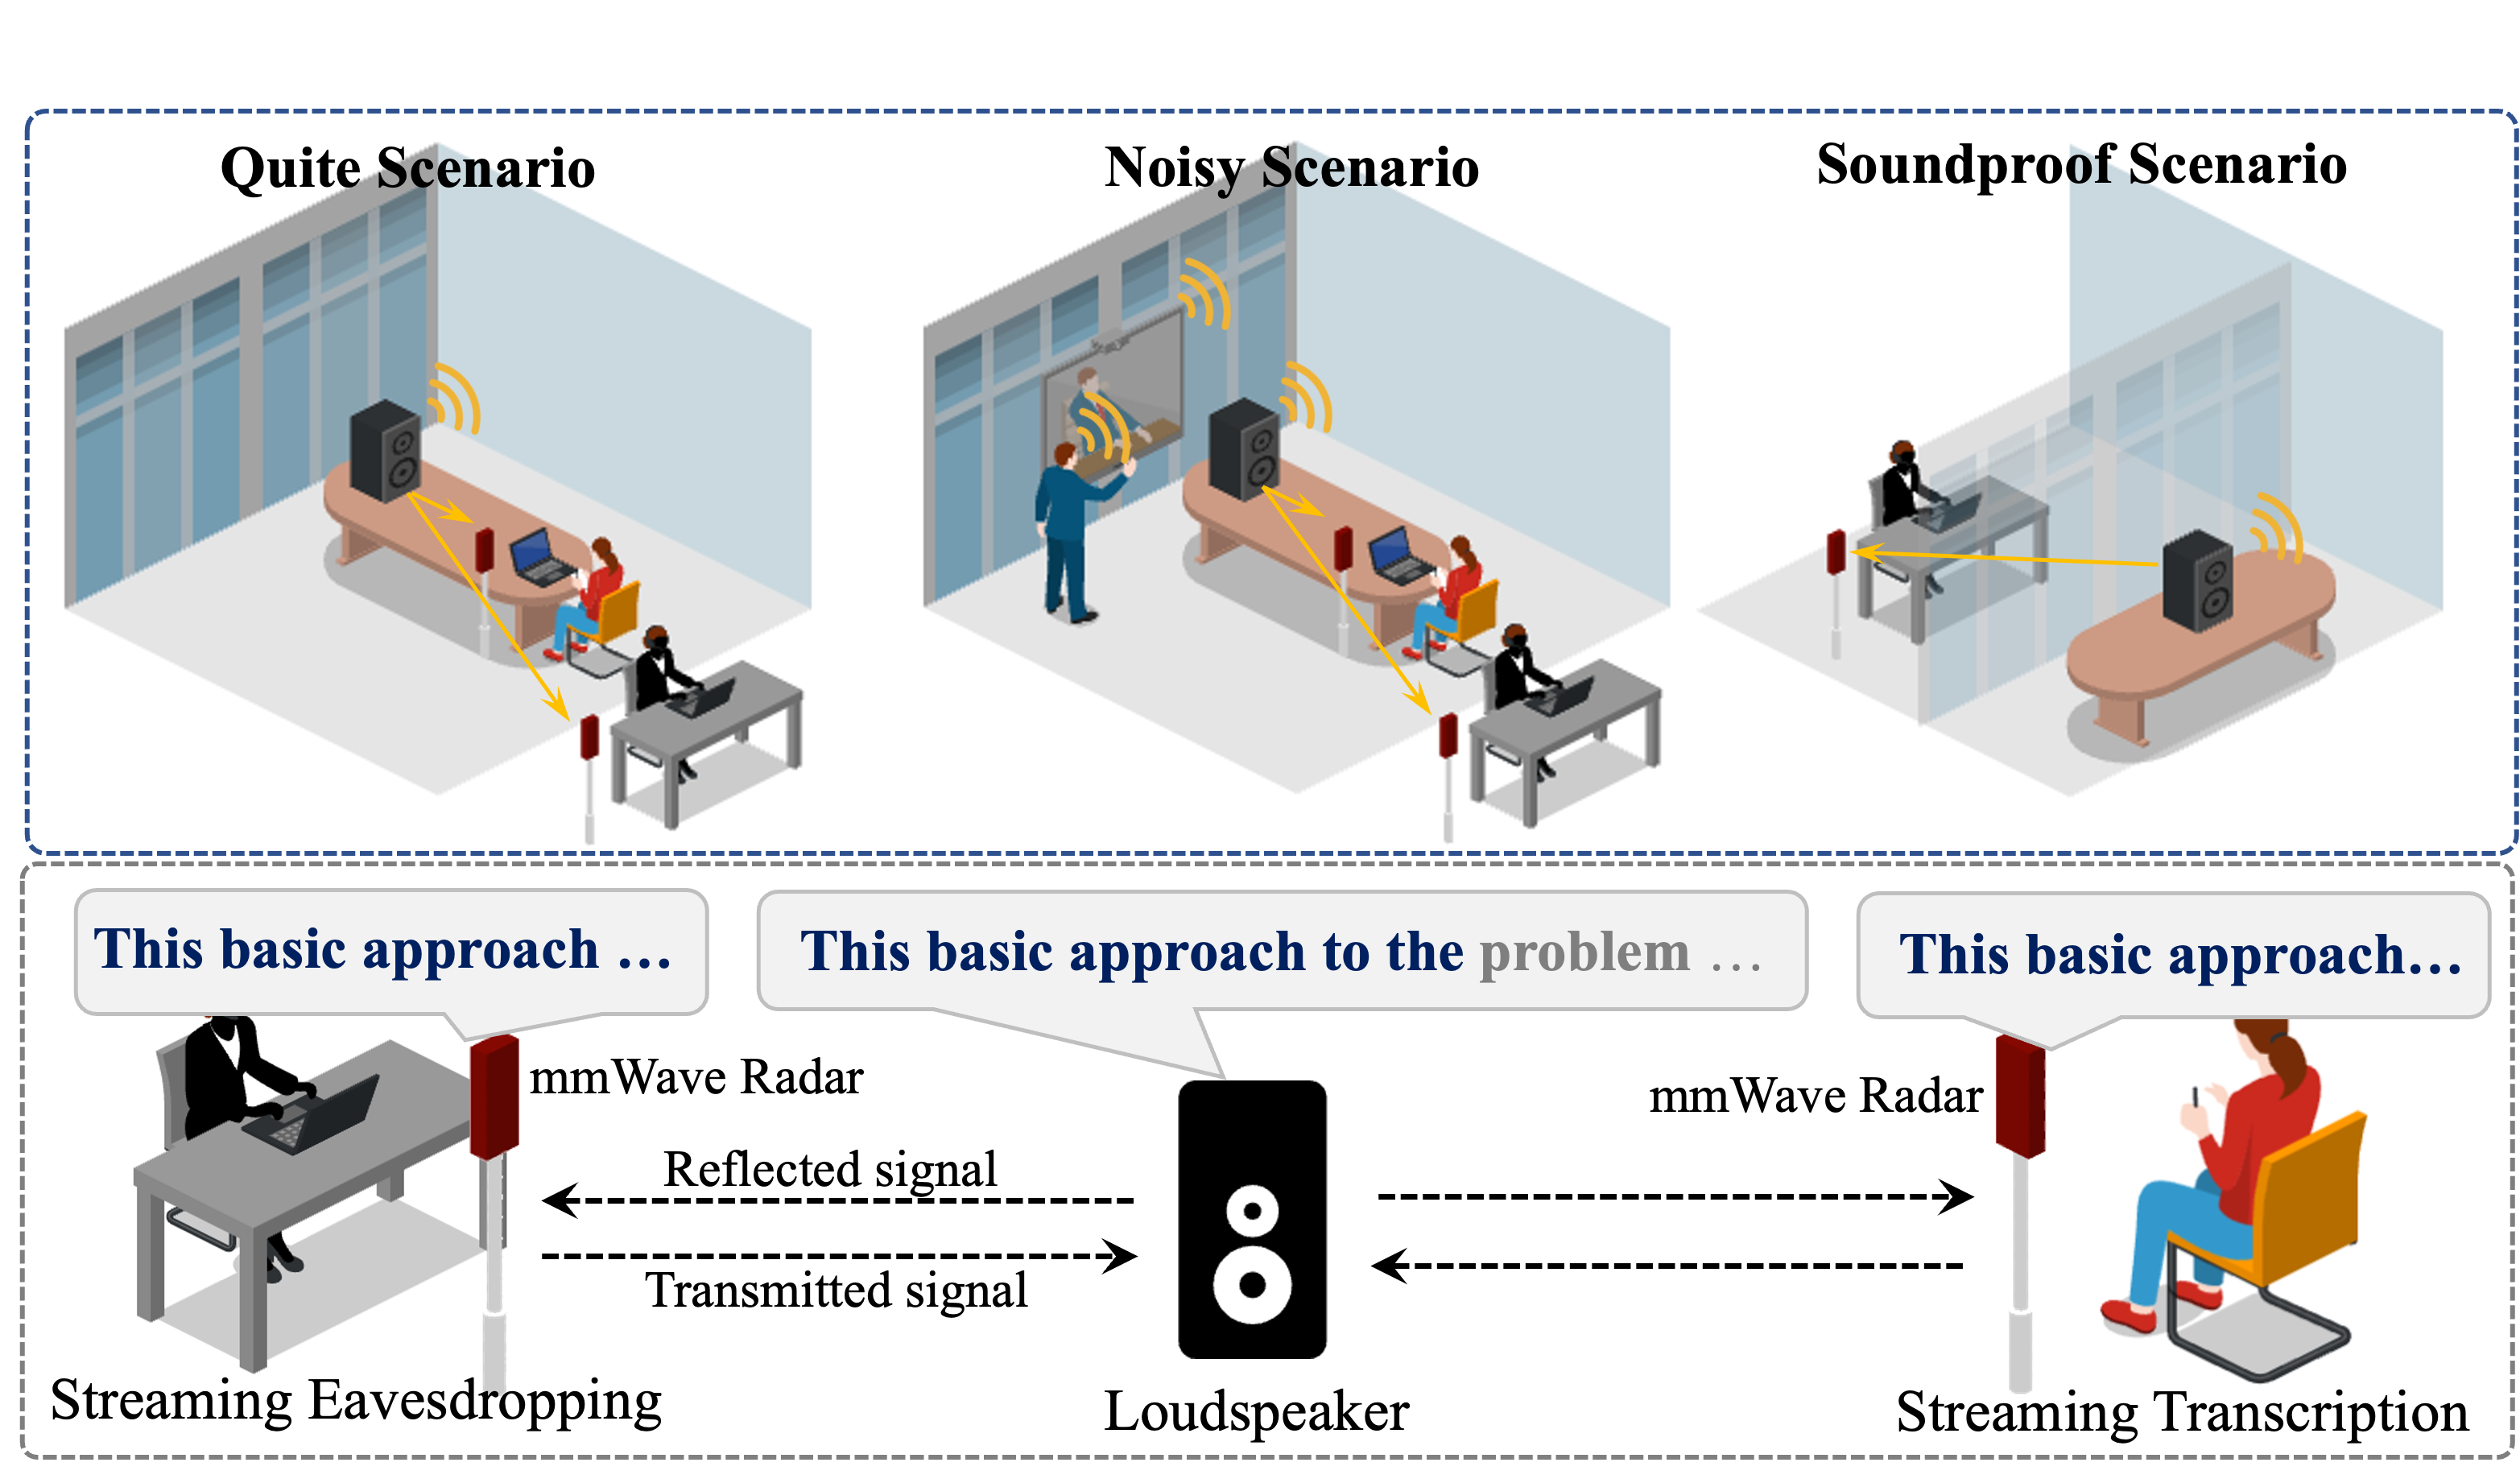 Quite Scenario
Noisy Scenario
Soundproof Scenario
This basic approach ...
This basic approach to the problem ...
This basic approach...
mmWave Radar
mmWave Radar
Reflected signal
Transmitted signal
Streaming Eavesdropping
Loudspeaker
Streaming Transcription